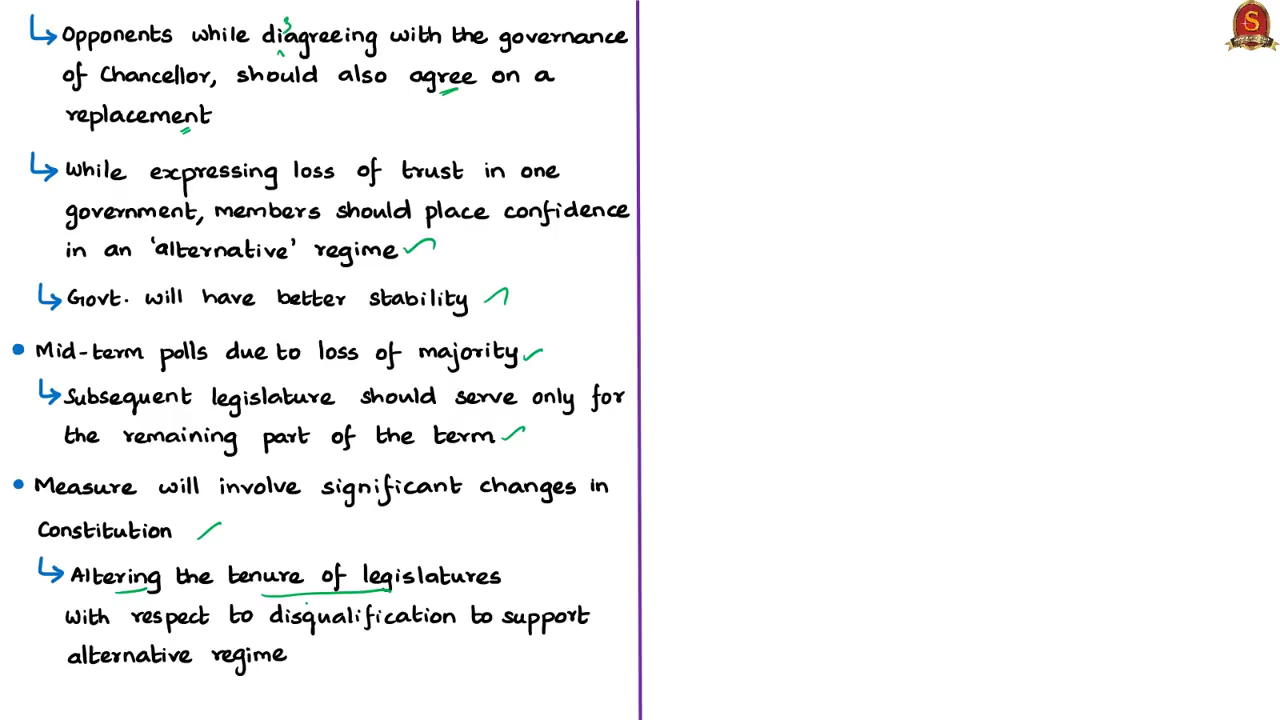 ↳ Opponents while disagreeing with the governance
of Chancellor, should also agree on a
replacement
↳ While expressing loss of trust in one
government, members should place confidence
in an 'alternative' regime
↳ Govt. will have better stability
• Mid-term polls due to loss of majority
↳ Subsequent legislature should serve only for
the remaining part of the term
• Measure will involve significant changes in
Constitution
↳ Altering the tenure of legislatures
with respect to disqualification to support
alternative regime
S